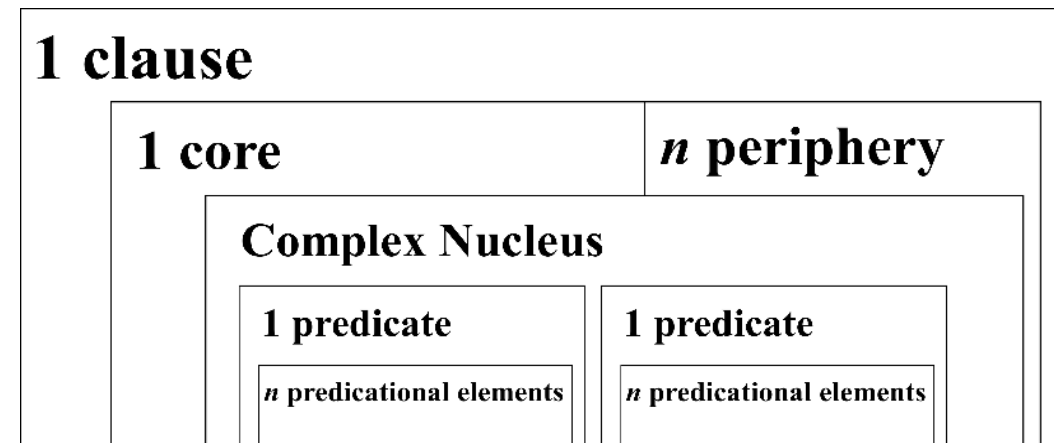 1 clause
1 core
n periphery
Complex Nucleus
1 predicate
1 predicate
n predicational elements
n predicational elements